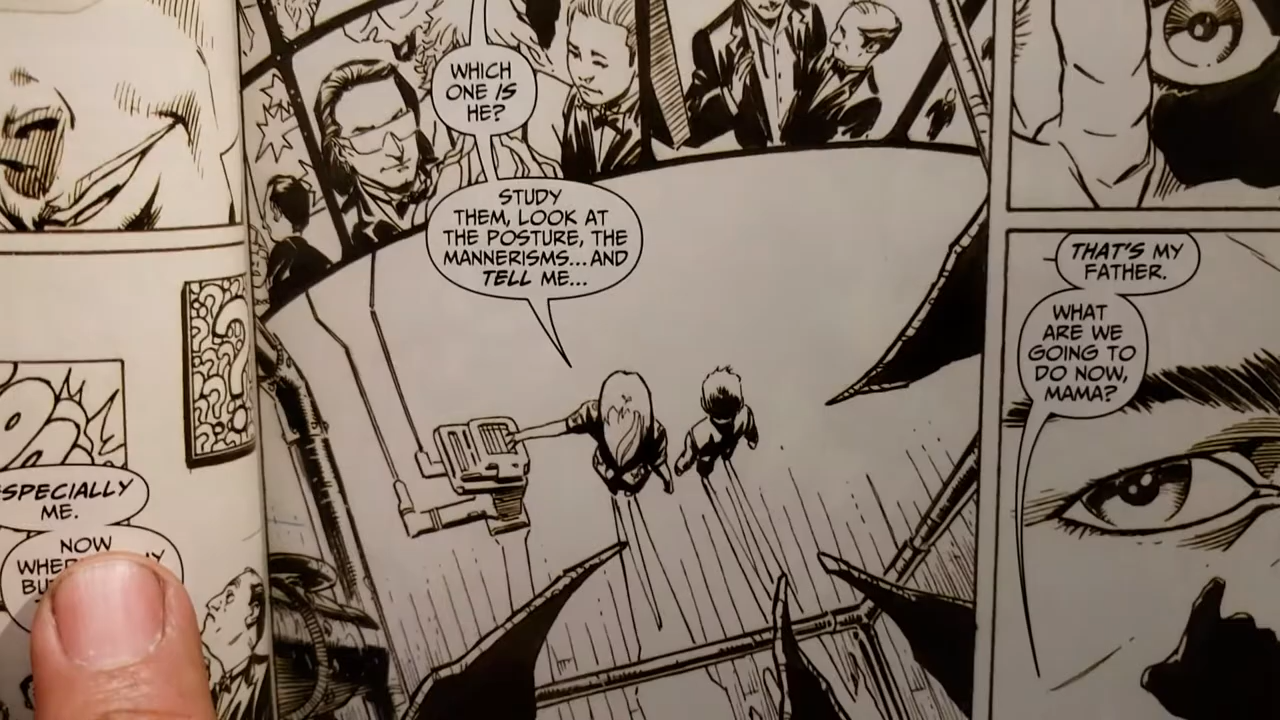 SPECIALLY
ME.
NOW
WHICH
ONE IS
HE?
STUDY
THEM, LOOK AT
THE POSTURE, THE
MANNERISMS...AND
TELL ME...
THAT'S MY
FATHER.
WHAT
ARE WE
GOING TO
DO NOW,
MAMA?